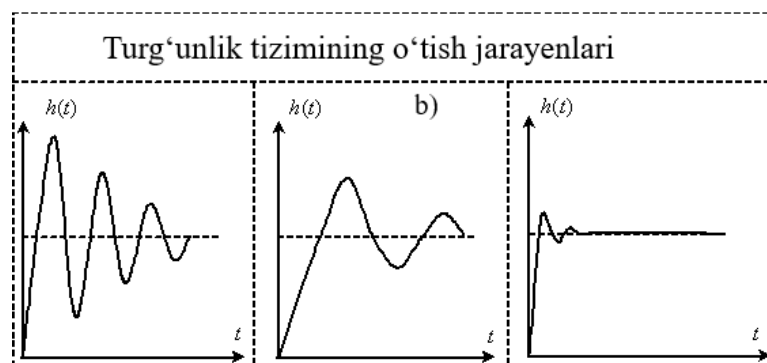 Turg‘unlik tizimining o‘tish jarayenlari
h(t)
h(t)
b)
h(t)
t
t
t